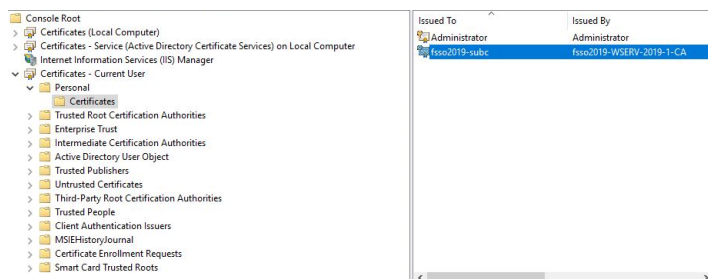 Console Root
Certificates (Local Computer)
Certificates - Service (Active Directory Certificate Services) on Local Computer
Internet Information Services (IIS) Manager
Certificates - Current User
Personal
Certificates
Trusted Root Certification Authorities
Enterprise Trust
Intermediate Certification Authorities
Active Directory User Object
Trusted Publishers
Untrusted Certificates
Third-Party Root Certification Authorities
Trusted People
Client Authentication Issuers
MSIEHistoryJournal
Certificate Enrollment Requests
Smart Card Trusted Roots
Issued To Issued By
Administrator Administrator
fsso2019-subc fsso2019-WSERV-2019-1-CA